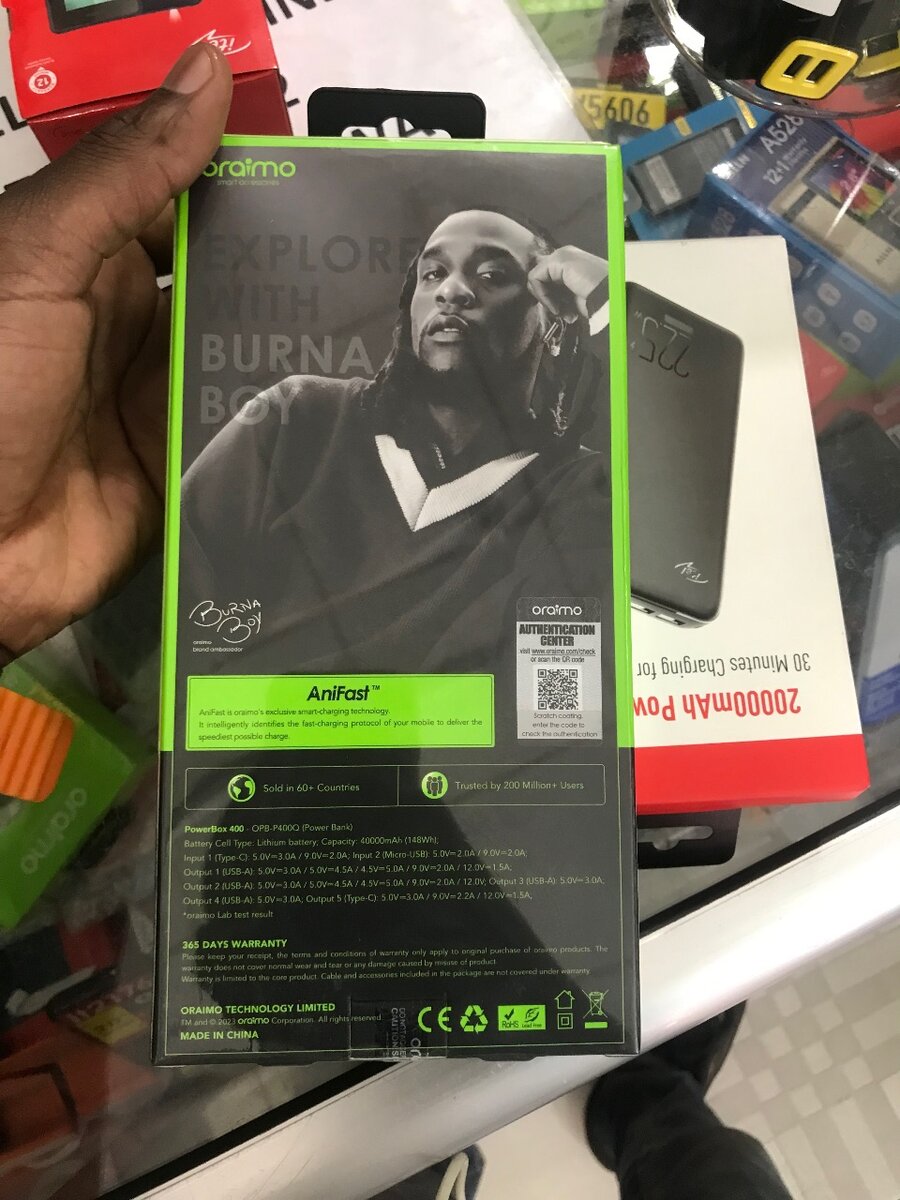 itel
12
oraimo
smart accessories
EXPLORE
WITH
BURNA
BOY
BURNA
BOY
oraimo
brand ambassador
oraimo
AUTHENTICATION
CENTER
visit www.oraimo.com/check
or scan the QR code
Scratch coating,
enter the code to
check the authentication
AniFast™
AniFast is oraimo's exclusive smart-charging technology.
It intelligently identifies the fast-charging protocol of your mobile to deliver the
speediest possible charge.
Sold in 60+ Countries
Trusted by 200 Million+ Users
PowerBox 400 - OPB-P400Q (Power Bank)
Battery Cell Type: Lithium battery; Capacity: 40000mAh (148Wh);
Input 1 (Type-C): 5.0V⎓3.0A / 9.0V⎓2.0A; Input 2 (Micro-USB): 5.0V⎓2.0A / 9.0V⎓2.0A;
Output 1 (USB-A): 5.0V⎓3.0A / 5.0V⎓4.5A / 4.5V⎓5.0A / 9.0V⎓2.0A / 12.0V⎓1.5A;
Output 2 (USB-A): 5.0V⎓3.0A / 5.0V⎓4.5A / 4.5V⎓5.0A / 9.0V⎓2.0A / 12.0V; Output 3 (USB-A): 5.0V⎓3.0A;
Output 4 (USB-A): 5.0V⎓3.0A; Output 5 (Type-C): 5.0V⎓3.0A / 9.0V⎓2.2A / 12.0V⎓1.5A;
*oraimo Lab test result
365 DAYS WARRANTY
Please keep your receipt, the terms and conditions of warranty only apply to original purchase of oraimo products. The
warranty does not cover normal wear and tear or any damage caused by misuse of product.
Warranty is limited to the core product. Cable and accessories included in the package are not covered under warranty.
ORAIMO TECHNOLOGY LIMITED
TM and © 2023 oraimo Corporation. All rights reserved.
MADE IN CHINA
CE
RoHS
Lead Free
5606
A526
12+1
itel
30 Minutes Charging for
20000mAh Pow
oraimo